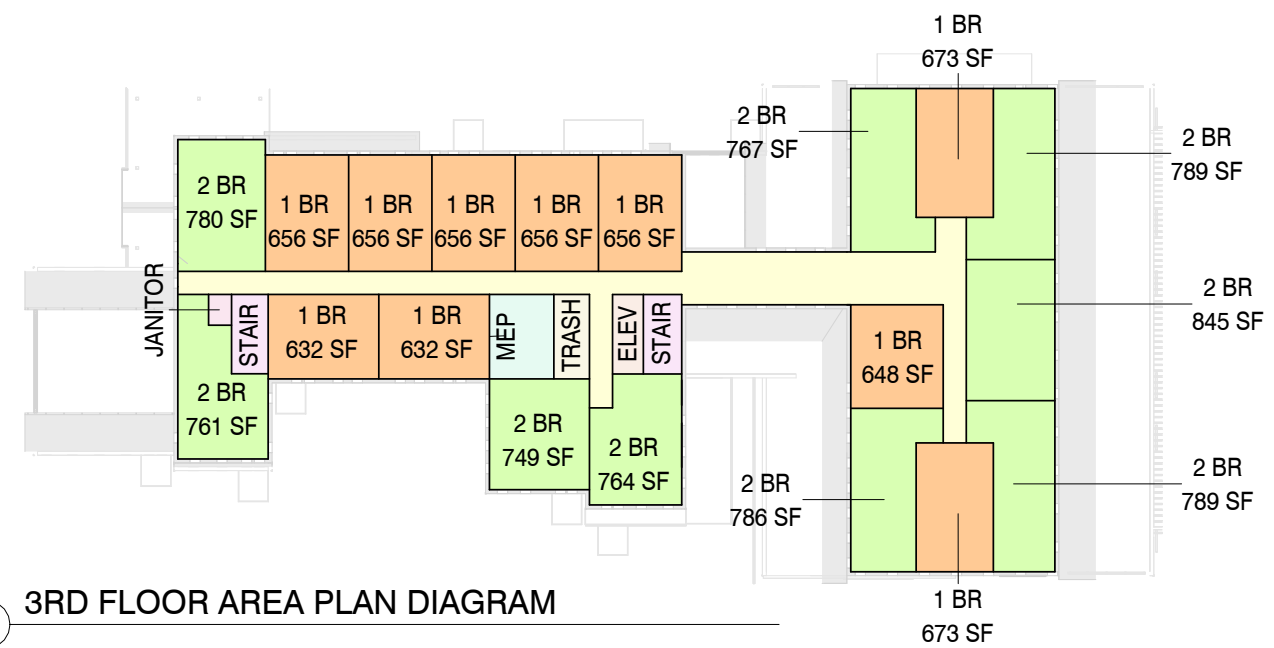 1 BR
673 SF
2 BR
767 SF
2 BR
789 SF
2 BR
780 SF
1 BR
656 SF
1 BR
656 SF
1 BR
656 SF
1 BR
656 SF
1 BR
656 SF
JANITOR
STAIR
1 BR
632 SF
1 BR
632 SF
MEP
TRASH
ELEV
STAIR
2 BR
845 SF
1 BR
648 SF
2 BR
761 SF
2 BR
749 SF
2 BR
764 SF
2 BR
786 SF
2 BR
789 SF
1 BR
673 SF
3RD FLOOR AREA PLAN DIAGRAM